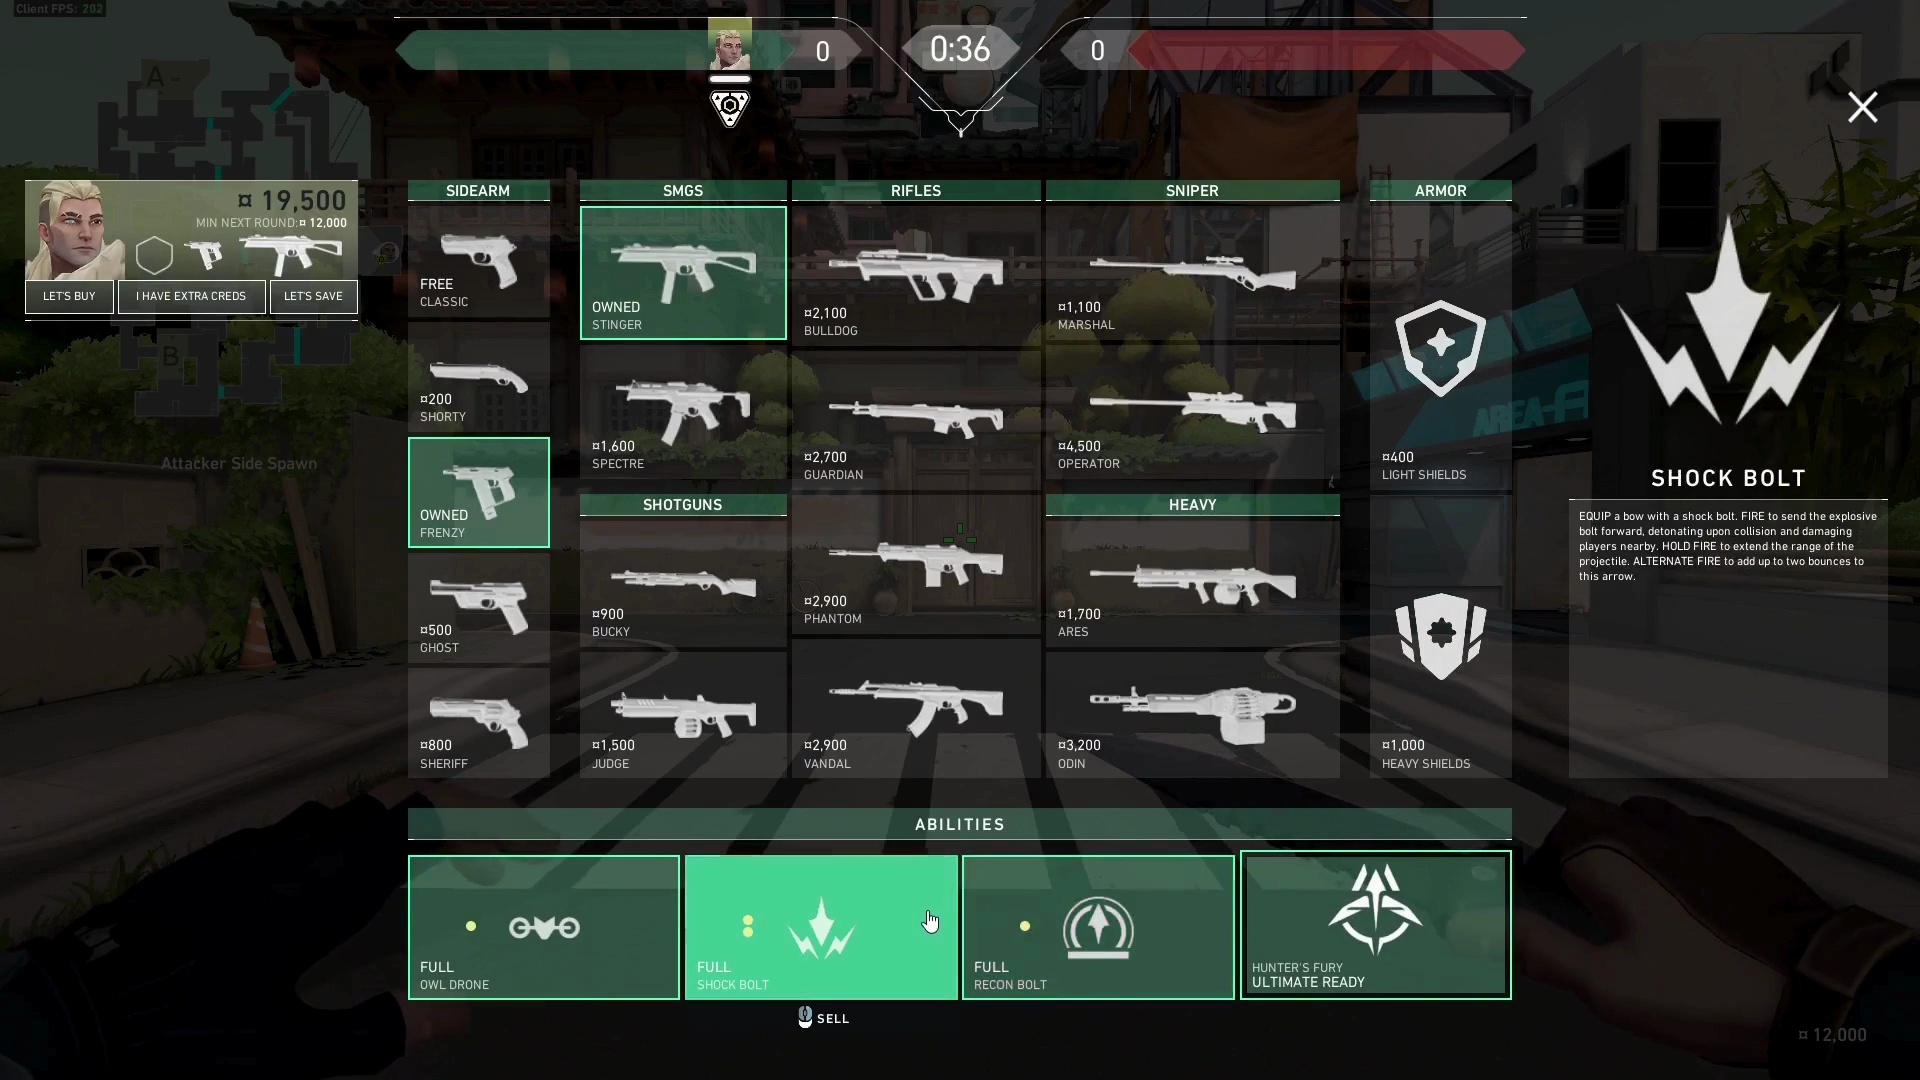 Client FPS: 202
0
0:36
0
A
¤ 19,500
MIN NEXT ROUND: ¤ 12,000
LET'S BUY
I HAVE EXTRA CREDS
LET'S SAVE
B
Attacker Side Spawn
SIDEARM
FREE
CLASSIC
¤200
SHORTY
OWNED
FRENZY
¤500
GHOST
¤800
SHERIFF
SMGS
OWNED
STINGER
¤1,600
SPECTRE
SHOTGUNS
¤900
BUCKY
¤1,500
JUDGE
RIFLES
¤2,100
BULLDOG
¤2,700
GUARDIAN
¤2,900
PHANTOM
¤2,900
VANDAL
SNIPER
¤1,100
MARSHAL
¤4,500
OPERATOR
HEAVY
¤1,700
ARES
¤3,200
ODIN
ARMOR
¤400
LIGHT SHIELDS
¤1,000
HEAVY SHIELDS
AREA-A
SHOCK BOLT
EQUIP a bow with a shock bolt. FIRE to send the explosive
bolt forward, detonating upon collision and damaging
players nearby. HOLD FIRE to extend the range of the
projectile. ALTERNATE FIRE to add up to two bounces to
this arrow.
ABILITIES
FULL
OWL DRONE
FULL
SHOCK BOLT
FULL
RECON BOLT
HUNTER'S FURY
ULTIMATE READY
SELL
¤ 12,000